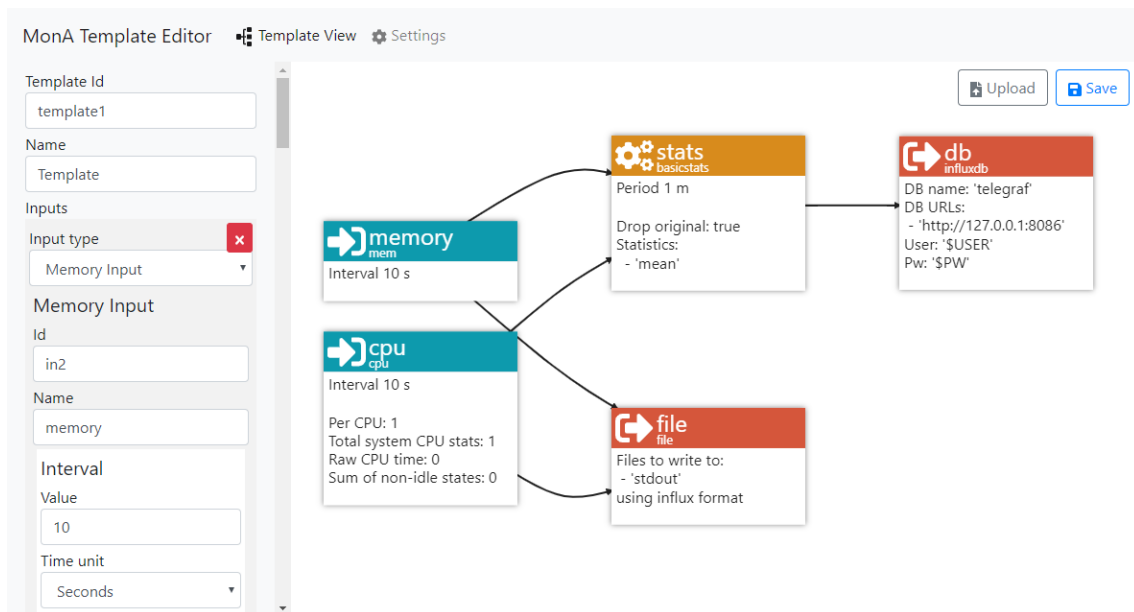 MonA Template Editor
Template View
Settings
Template Id
template1
Name
Template
Inputs
Input type
Memory Input
Memory Input
Id
in2
Name
memory
Interval
Value
10
Time unit
Seconds
Upload
Save
memory
mem
Interval 10 s
cpu
cpu
Interval 10 s
Per CPU: 1
Total system CPU stats: 1
Raw CPU time: 0
Sum of non-idle states: 0
stats
basicstats
Period 1 m
Drop original: true
Statistics:
- 'mean'
file
file
Files to write to:
- 'stdout'
using influx format
db
influxdb
DB name: 'telegraf'
DB URLs:
- 'http://127.0.0.1:8086'
User: '$USER'
Pw: '$PW'